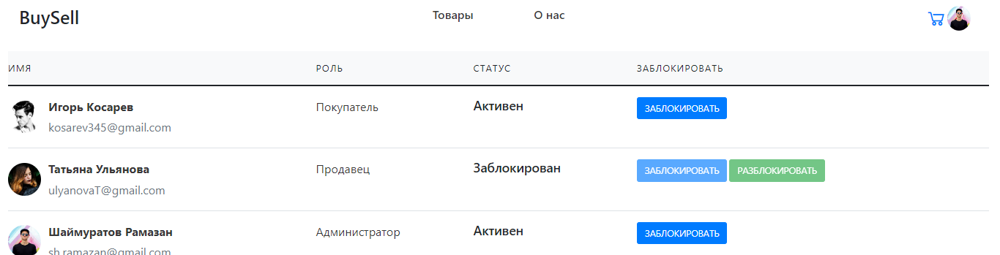 BuySell Товары О нас
ИМЯ РОЛЬ СТАТУС ЗАБЛОКИРОВАТЬ
Игорь Косарев Покупатель Активен ЗАБЛОКИРОВАТЬ
kosarev345@gmail.com
Татьяна Ульянова Продавец Заблокирован ЗАБЛОКИРОВАТЬ РАЗБЛОКИРОВАТЬ
ulyanovaT@gmail.com
Шаймуратов Рамазан Администратор Активен ЗАБЛОКИРОВАТЬ
sh.ramazan@gmail.com